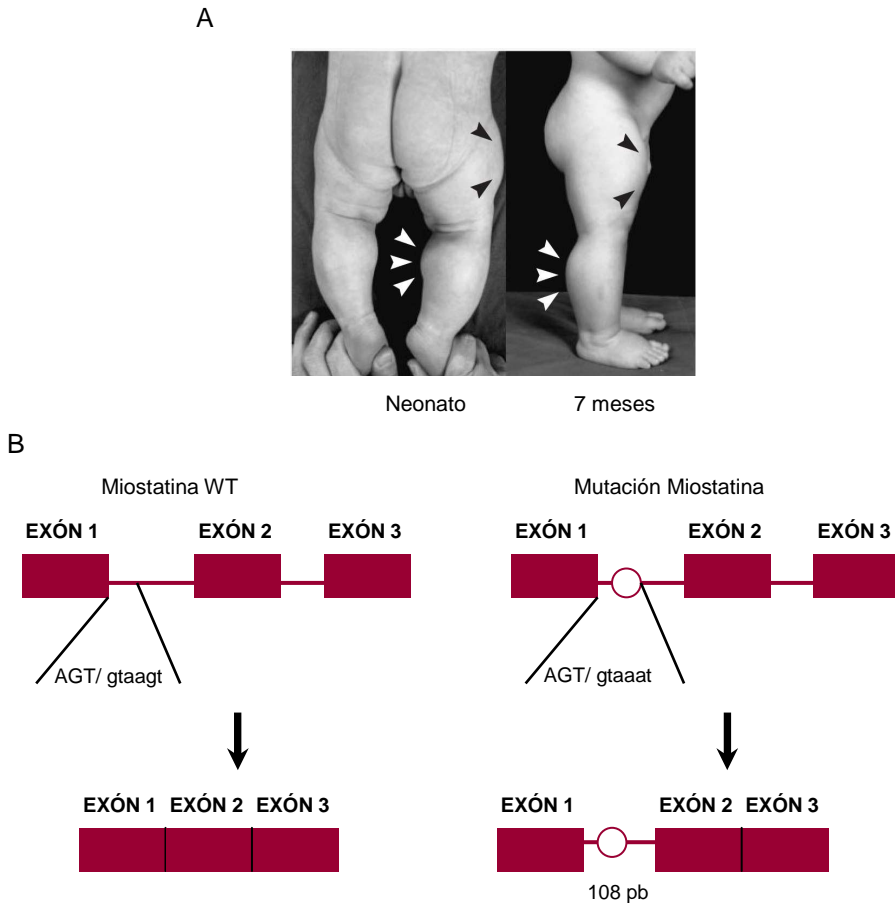 A
Neonato 7 meses
B
Miostatina WT Mutación Miostatina
EXÓN 1 EXÓN 2 EXÓN 3 EXÓN 1 EXÓN 2 EXÓN 3
AGT/ gtaagt AGT/ gtaaat
EXÓN 1 EXÓN 2 EXÓN 3 EXÓN 1 EXÓN 2 EXÓN 3
108 pb